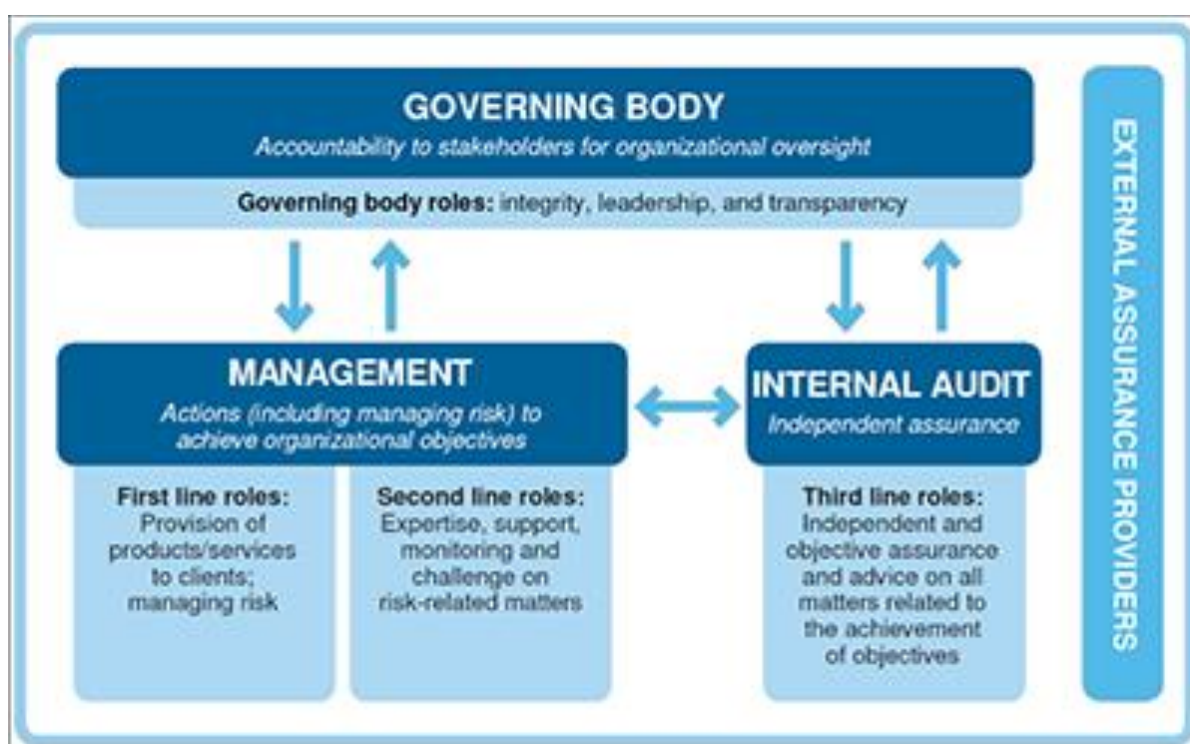 GOVERNING BODY
Accountability to stakeholders for organizational oversight
Governing body roles: integrity, leadership, and transparency
MANAGEMENT
Actions (including managing risk) to
achieve organizational objectives
First line roles:
Provision of
products/services
to clients;
managing risk
Second line roles:
Expertise, support,
monitoring and
challenge on
risk-related matters
INTERNAL AUDIT
Independent assurance
Third line roles:
Independent and
objective assurance
and advice on all
matters related to
the achievement
of objectives
EXTERNAL ASSURANCE PROVIDERS